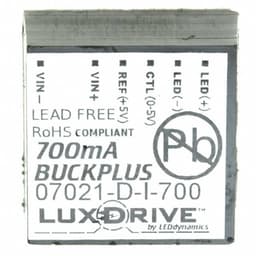 VIN-
VIN+
REF(+5V)
CTL (0-5V)
LED(-)
LED(+)
LEAD FREE
RoHS COMPLIANT
Pb
700mA
BUCKPLUS
07021-D-I-700
LUXDRIVE™
by LEDdynamics